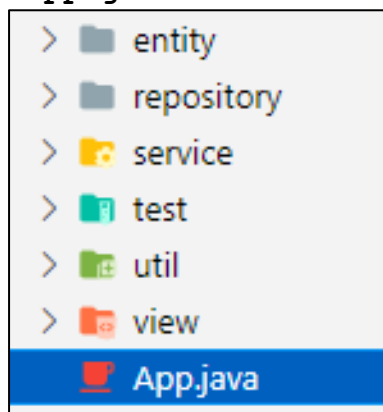 entity
repository
service
test
util
view
App.java